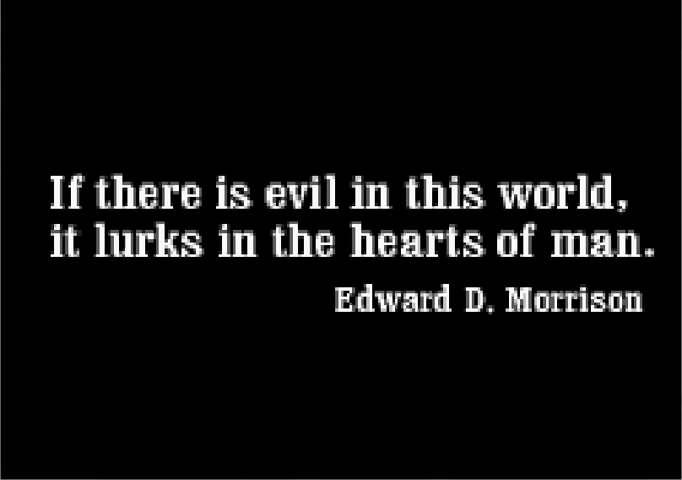 If there is evil in this world,
it lurks in the hearts of man.
Edward D. Morrison